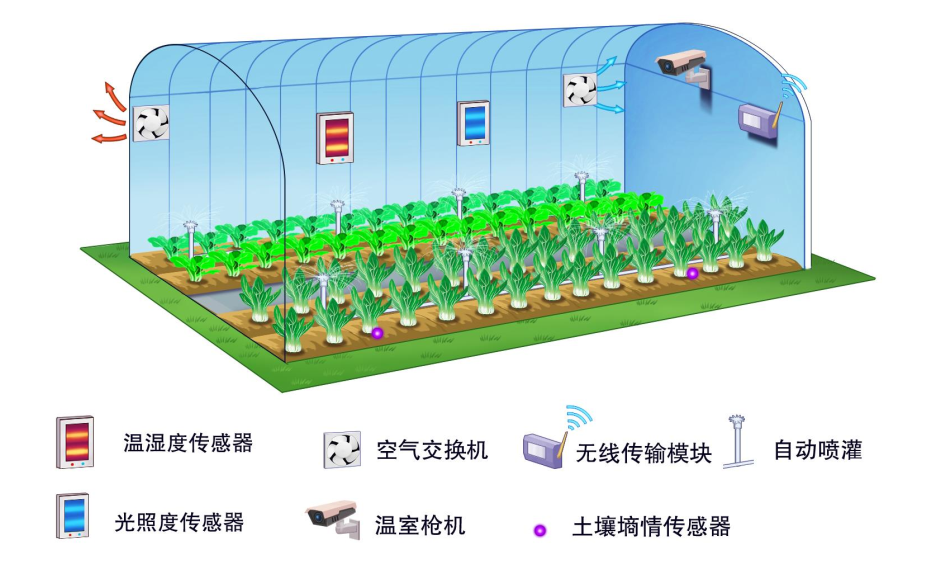 温湿度传感器
空气交换机
无线传输模块
自动喷灌
光照度传感器
温室枪机
土壤墒情传感器